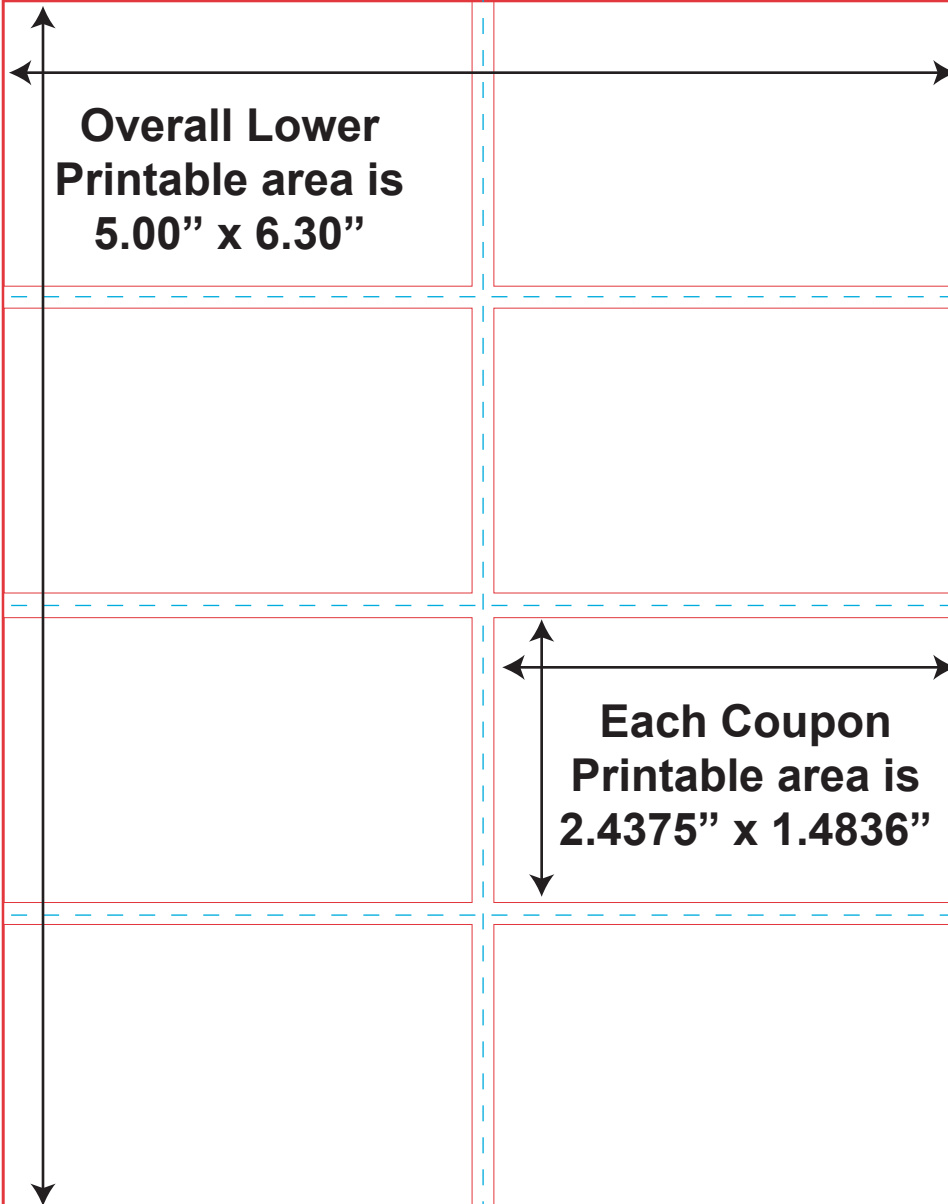 Overall Lower
Printable area is
5.00” x 6.30”
Each Coupon
Printable area is
2.4375” x 1.4836”